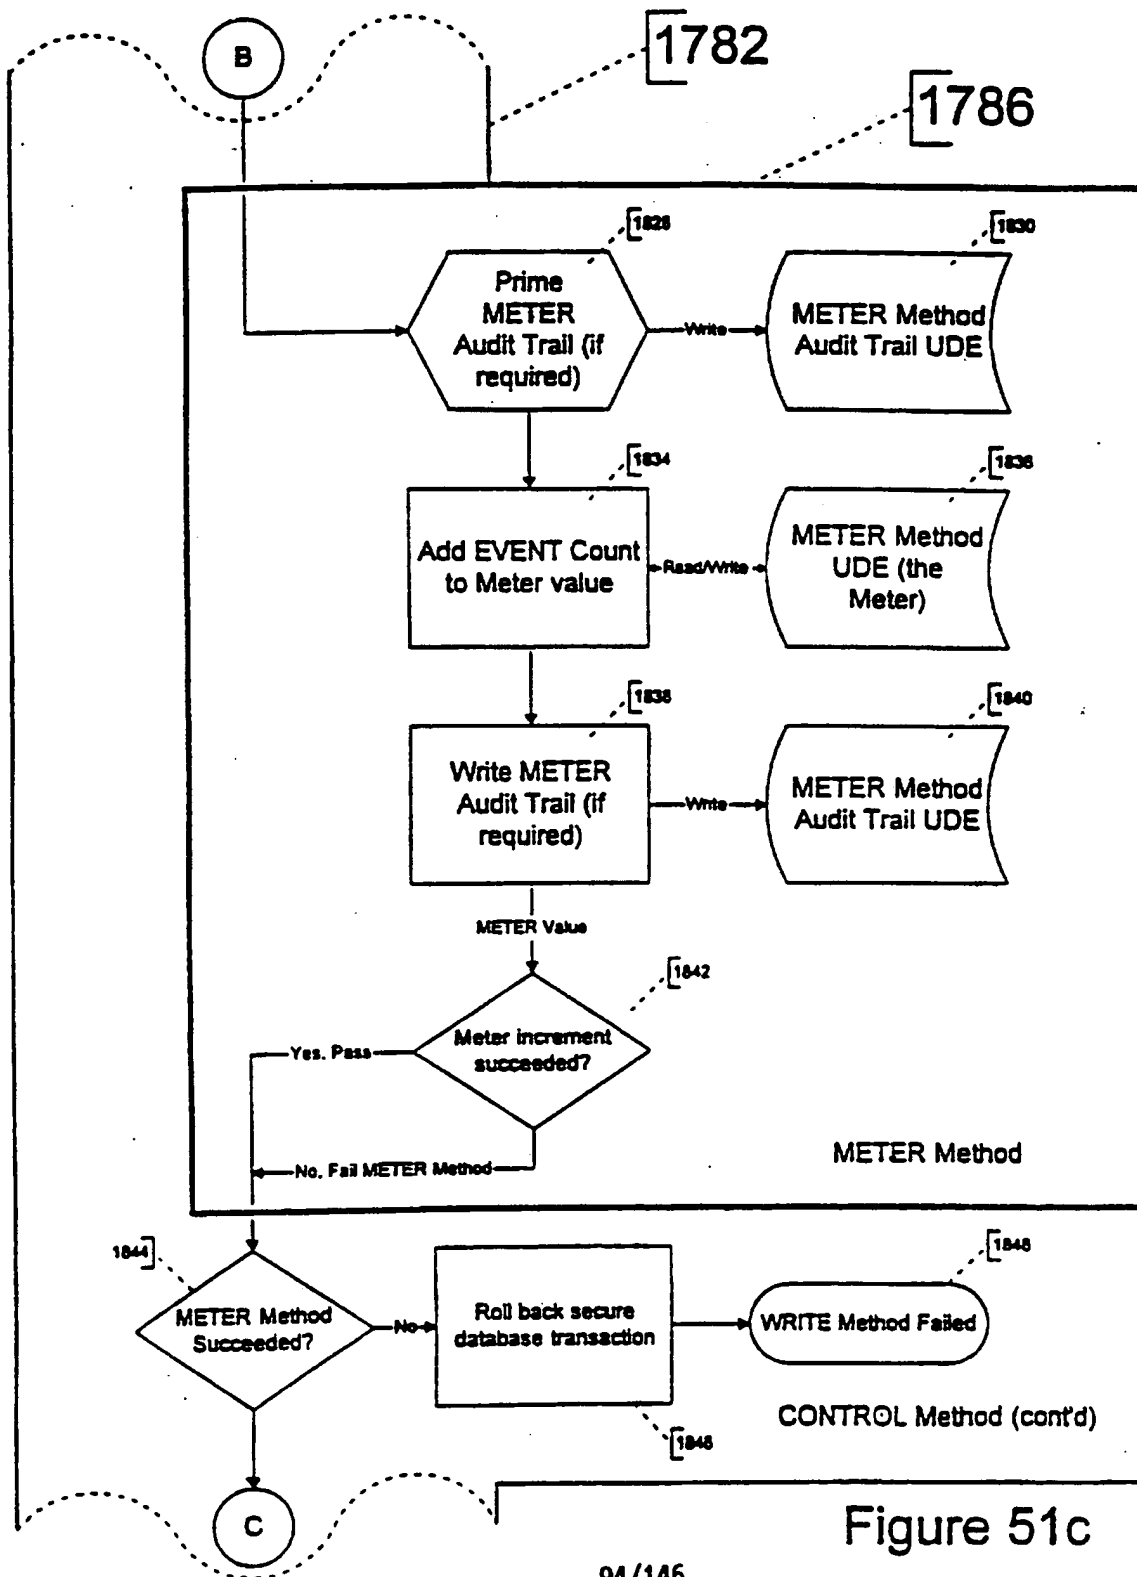 B
1782
1786
1828
1830
Prime
METER
Audit Trail (if
required)
Write
METER Method
Audit Trail UDE
1834
1836
Add EVENT Count
to Meter value
Read/Write
METER Method
UDE (the
Meter)
1838
1840
Write METER
Audit Trail (if
required)
Write
METER Method
Audit Trail UDE
METER Value
1842
Meter increment
succeeded?
Yes, Pass
No, Fail METER Method
METER Method
1844
1848
METER Method
Succeeded?
No
Roll back secure
database transaction
WRITE Method Failed
1846
CONTROL Method (cont'd)
C
Figure 51c
94/146